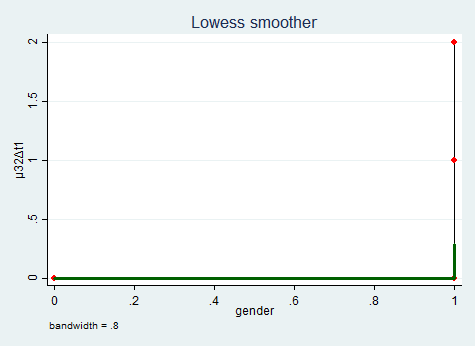 Lowess smoother
2
1.5
1
.5
0
μ32Δt1
0
.2
.4
.6
.8
1
gender
bandwidth = .8